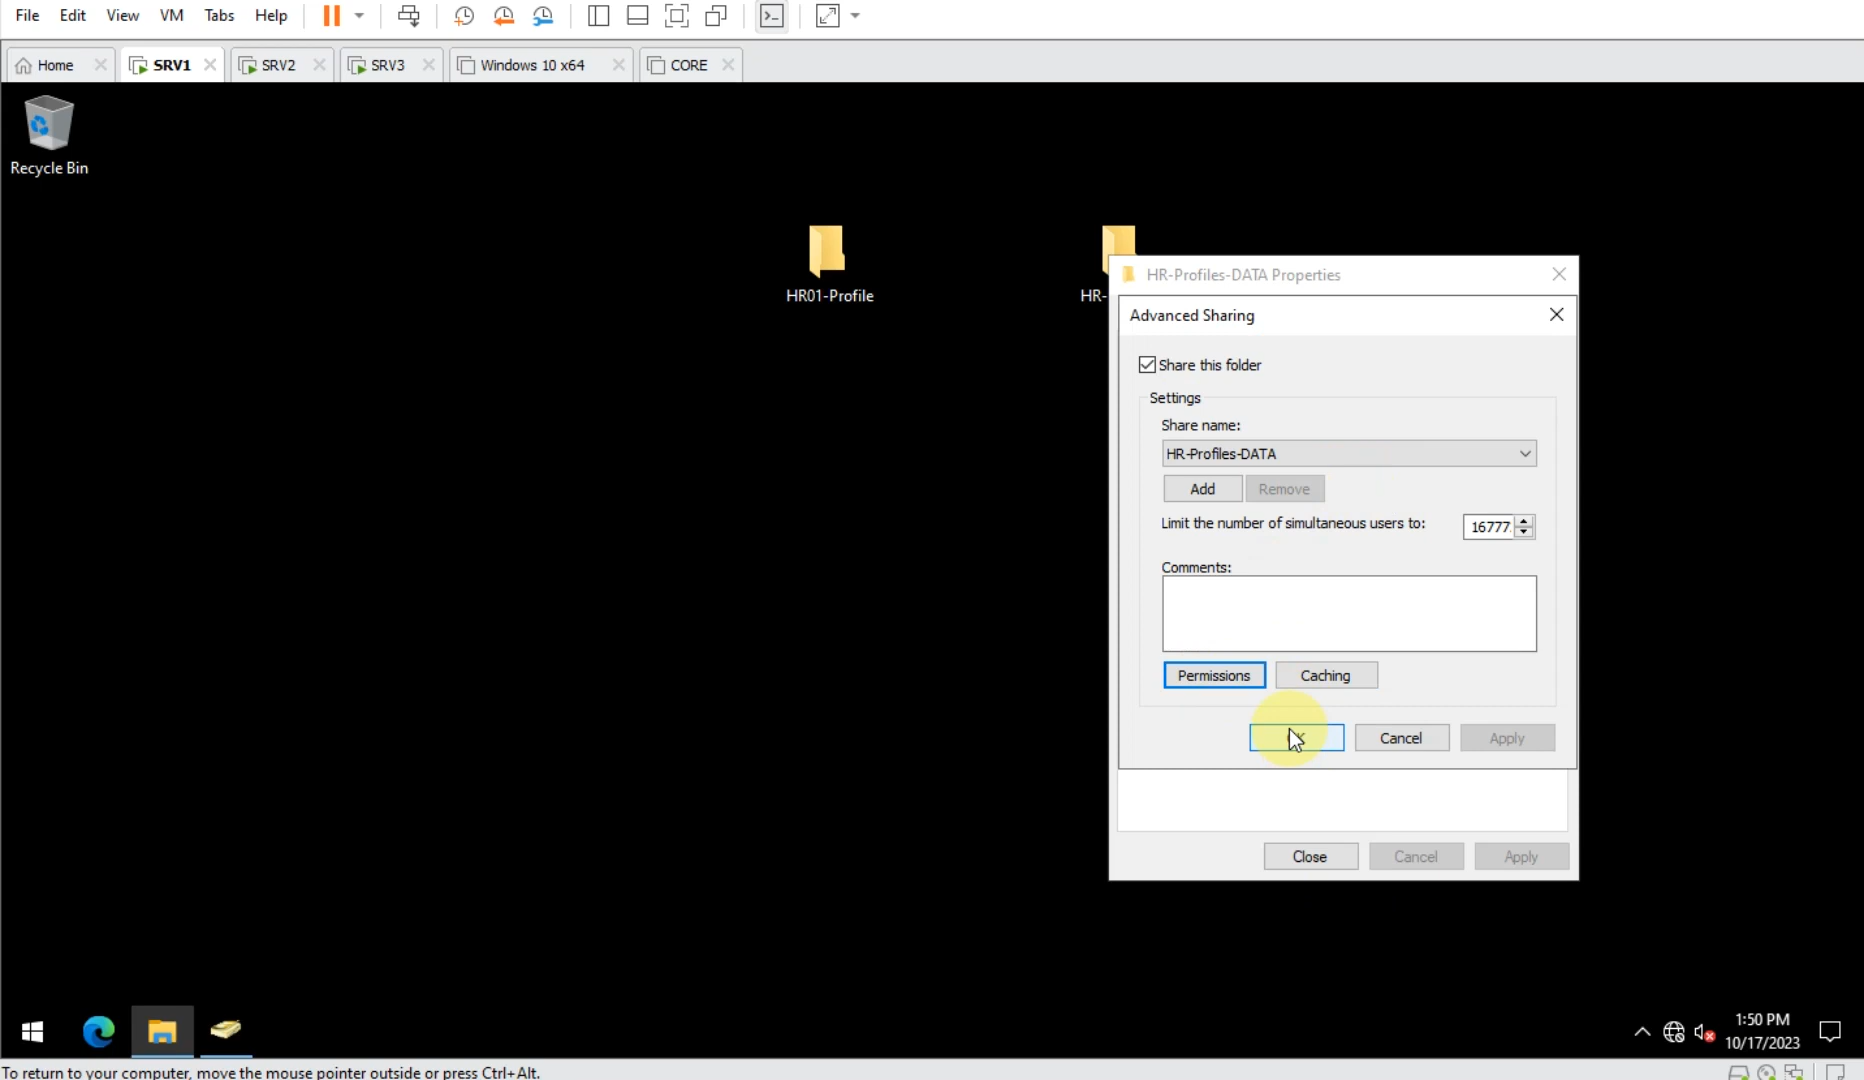 File Edit View VM Tabs Help
Home SRV1 SRV2 SRV3 Windows 10 x64 CORE
Recycle Bin
HR01-Profile
HR-
HR-Profiles-DATA Properties
Advanced Sharing
Share this folder
Settings
Share name:
HR-Profiles-DATA
Add Remove
Limit the number of simultaneous users to: 16777
Comments:
Permissions Caching
Cancel Apply
Close Cancel Apply
1:50 PM
10/17/2023
To return to your computer, move the mouse pointer outside or press Ctrl+Alt.